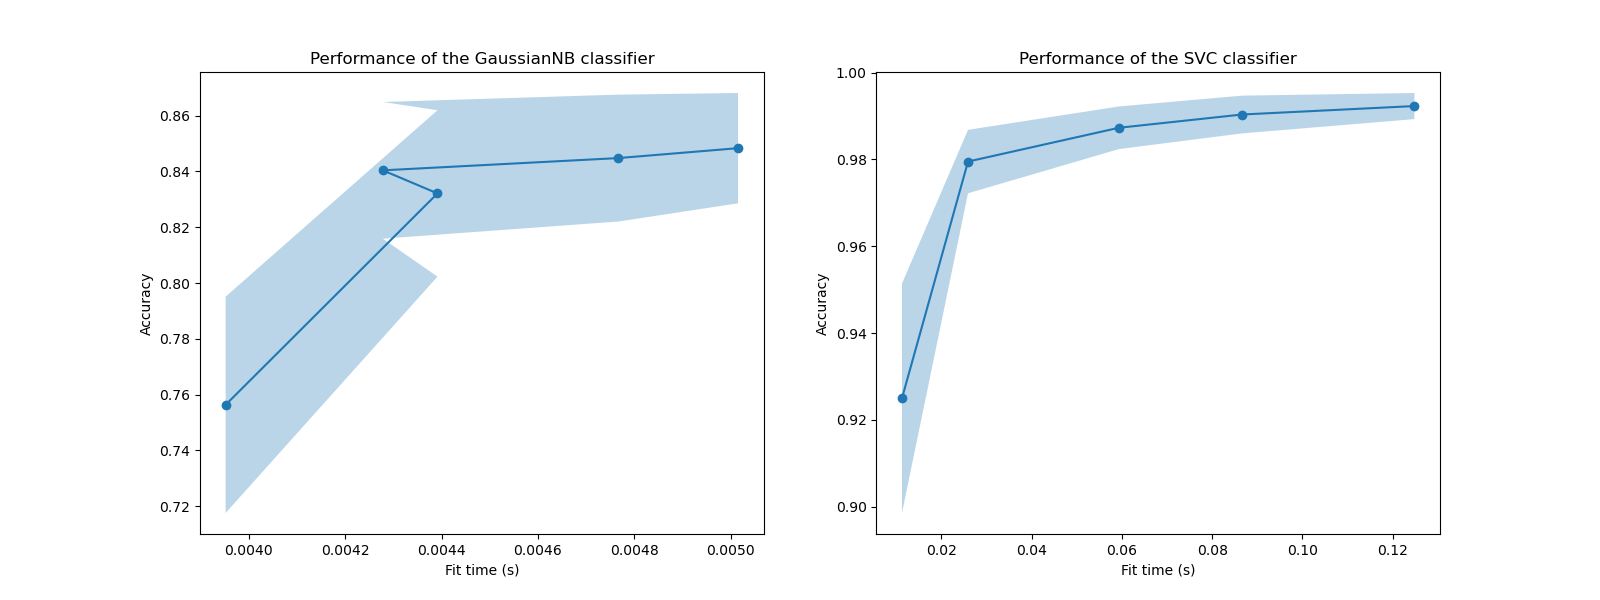 Performance of the GaussianNB classifier
Accuracy
0.86
0.84
0.82
0.80
0.78
0.76
0.74
0.72
0.0040 0.0042 0.0044 0.0046 0.0048 0.0050
Fit time (s)
Performance of the SVC classifier
Accuracy
1.00
0.98
0.96
0.94
0.92
0.90
0.02 0.04 0.06 0.08 0.10 0.12
Fit time (s)